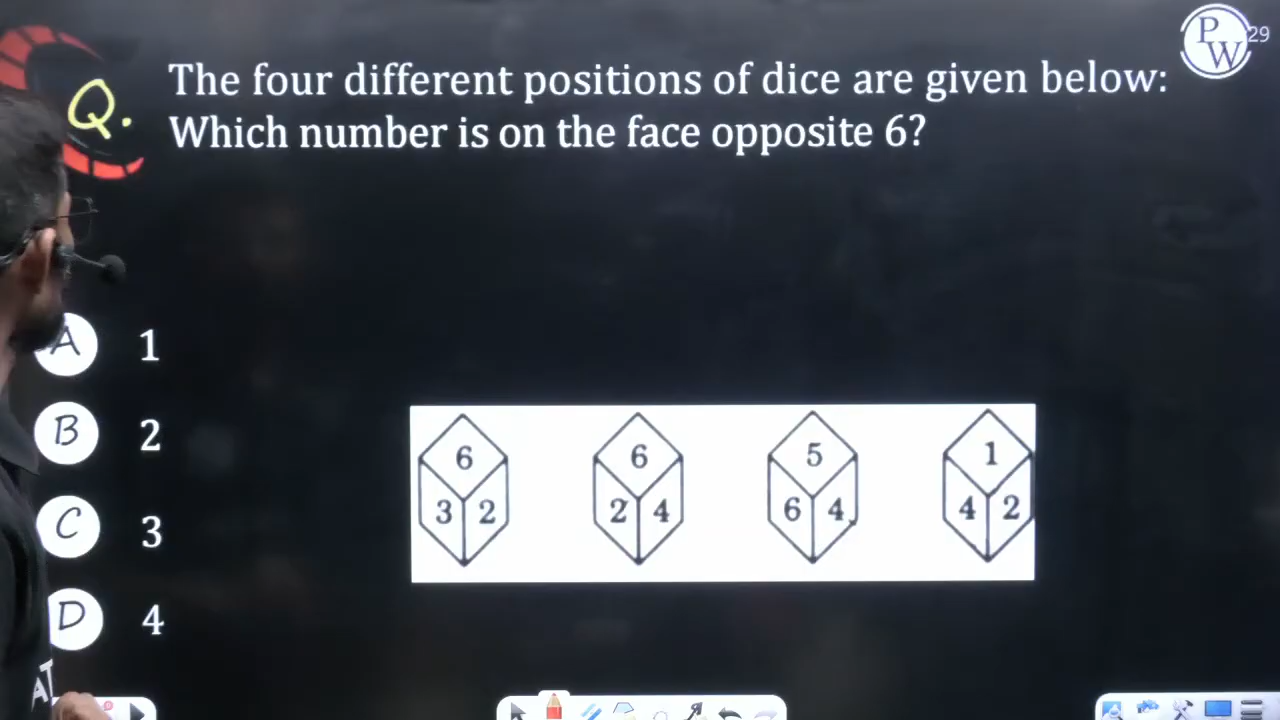 PW 29
Q. The four different positions of dice are given below:
Which number is on the face opposite 6?
A 1
B 2
C 3
D 4
6 3 2
6 2 4
5 6 4
1 4 2
AT